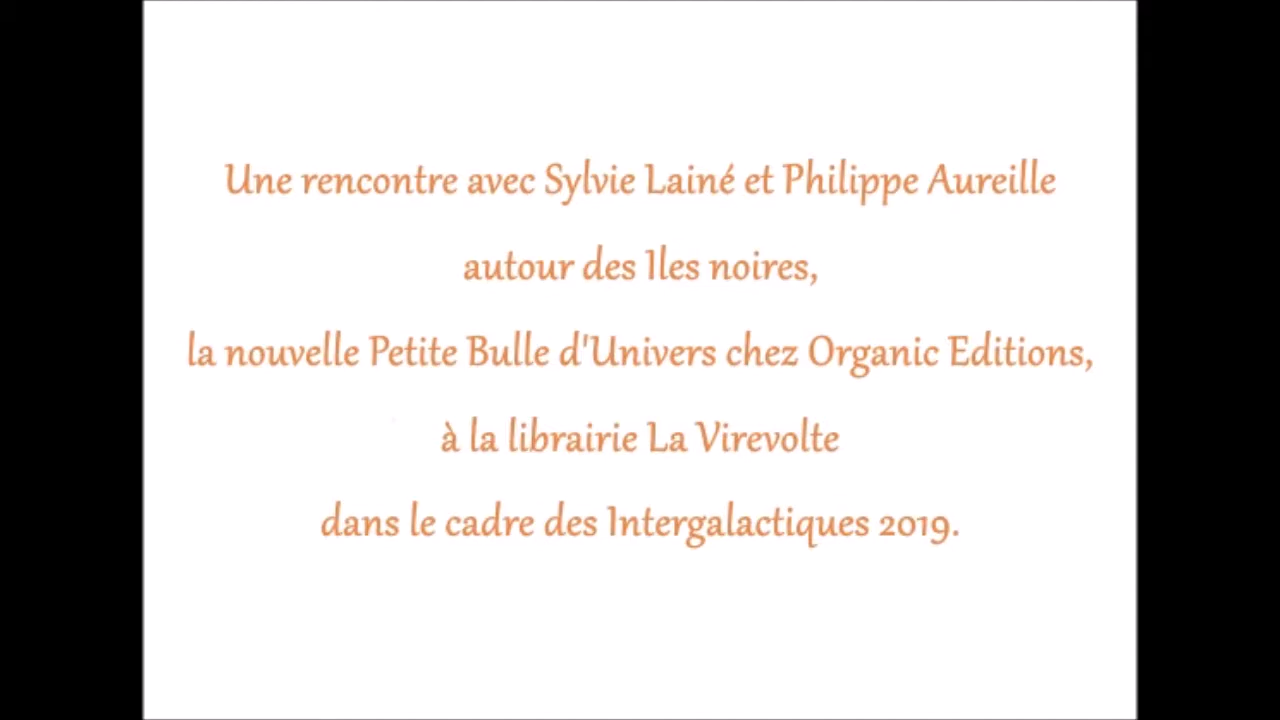 Une rencontre avec Sylvie Lainé et Philippe Aureille
autour des Iles noires,
la nouvelle Petite Bulle d'Univers chez Organic Editions,
à la librairie La Virevolte
dans le cadre des Intergalactiques 2019.